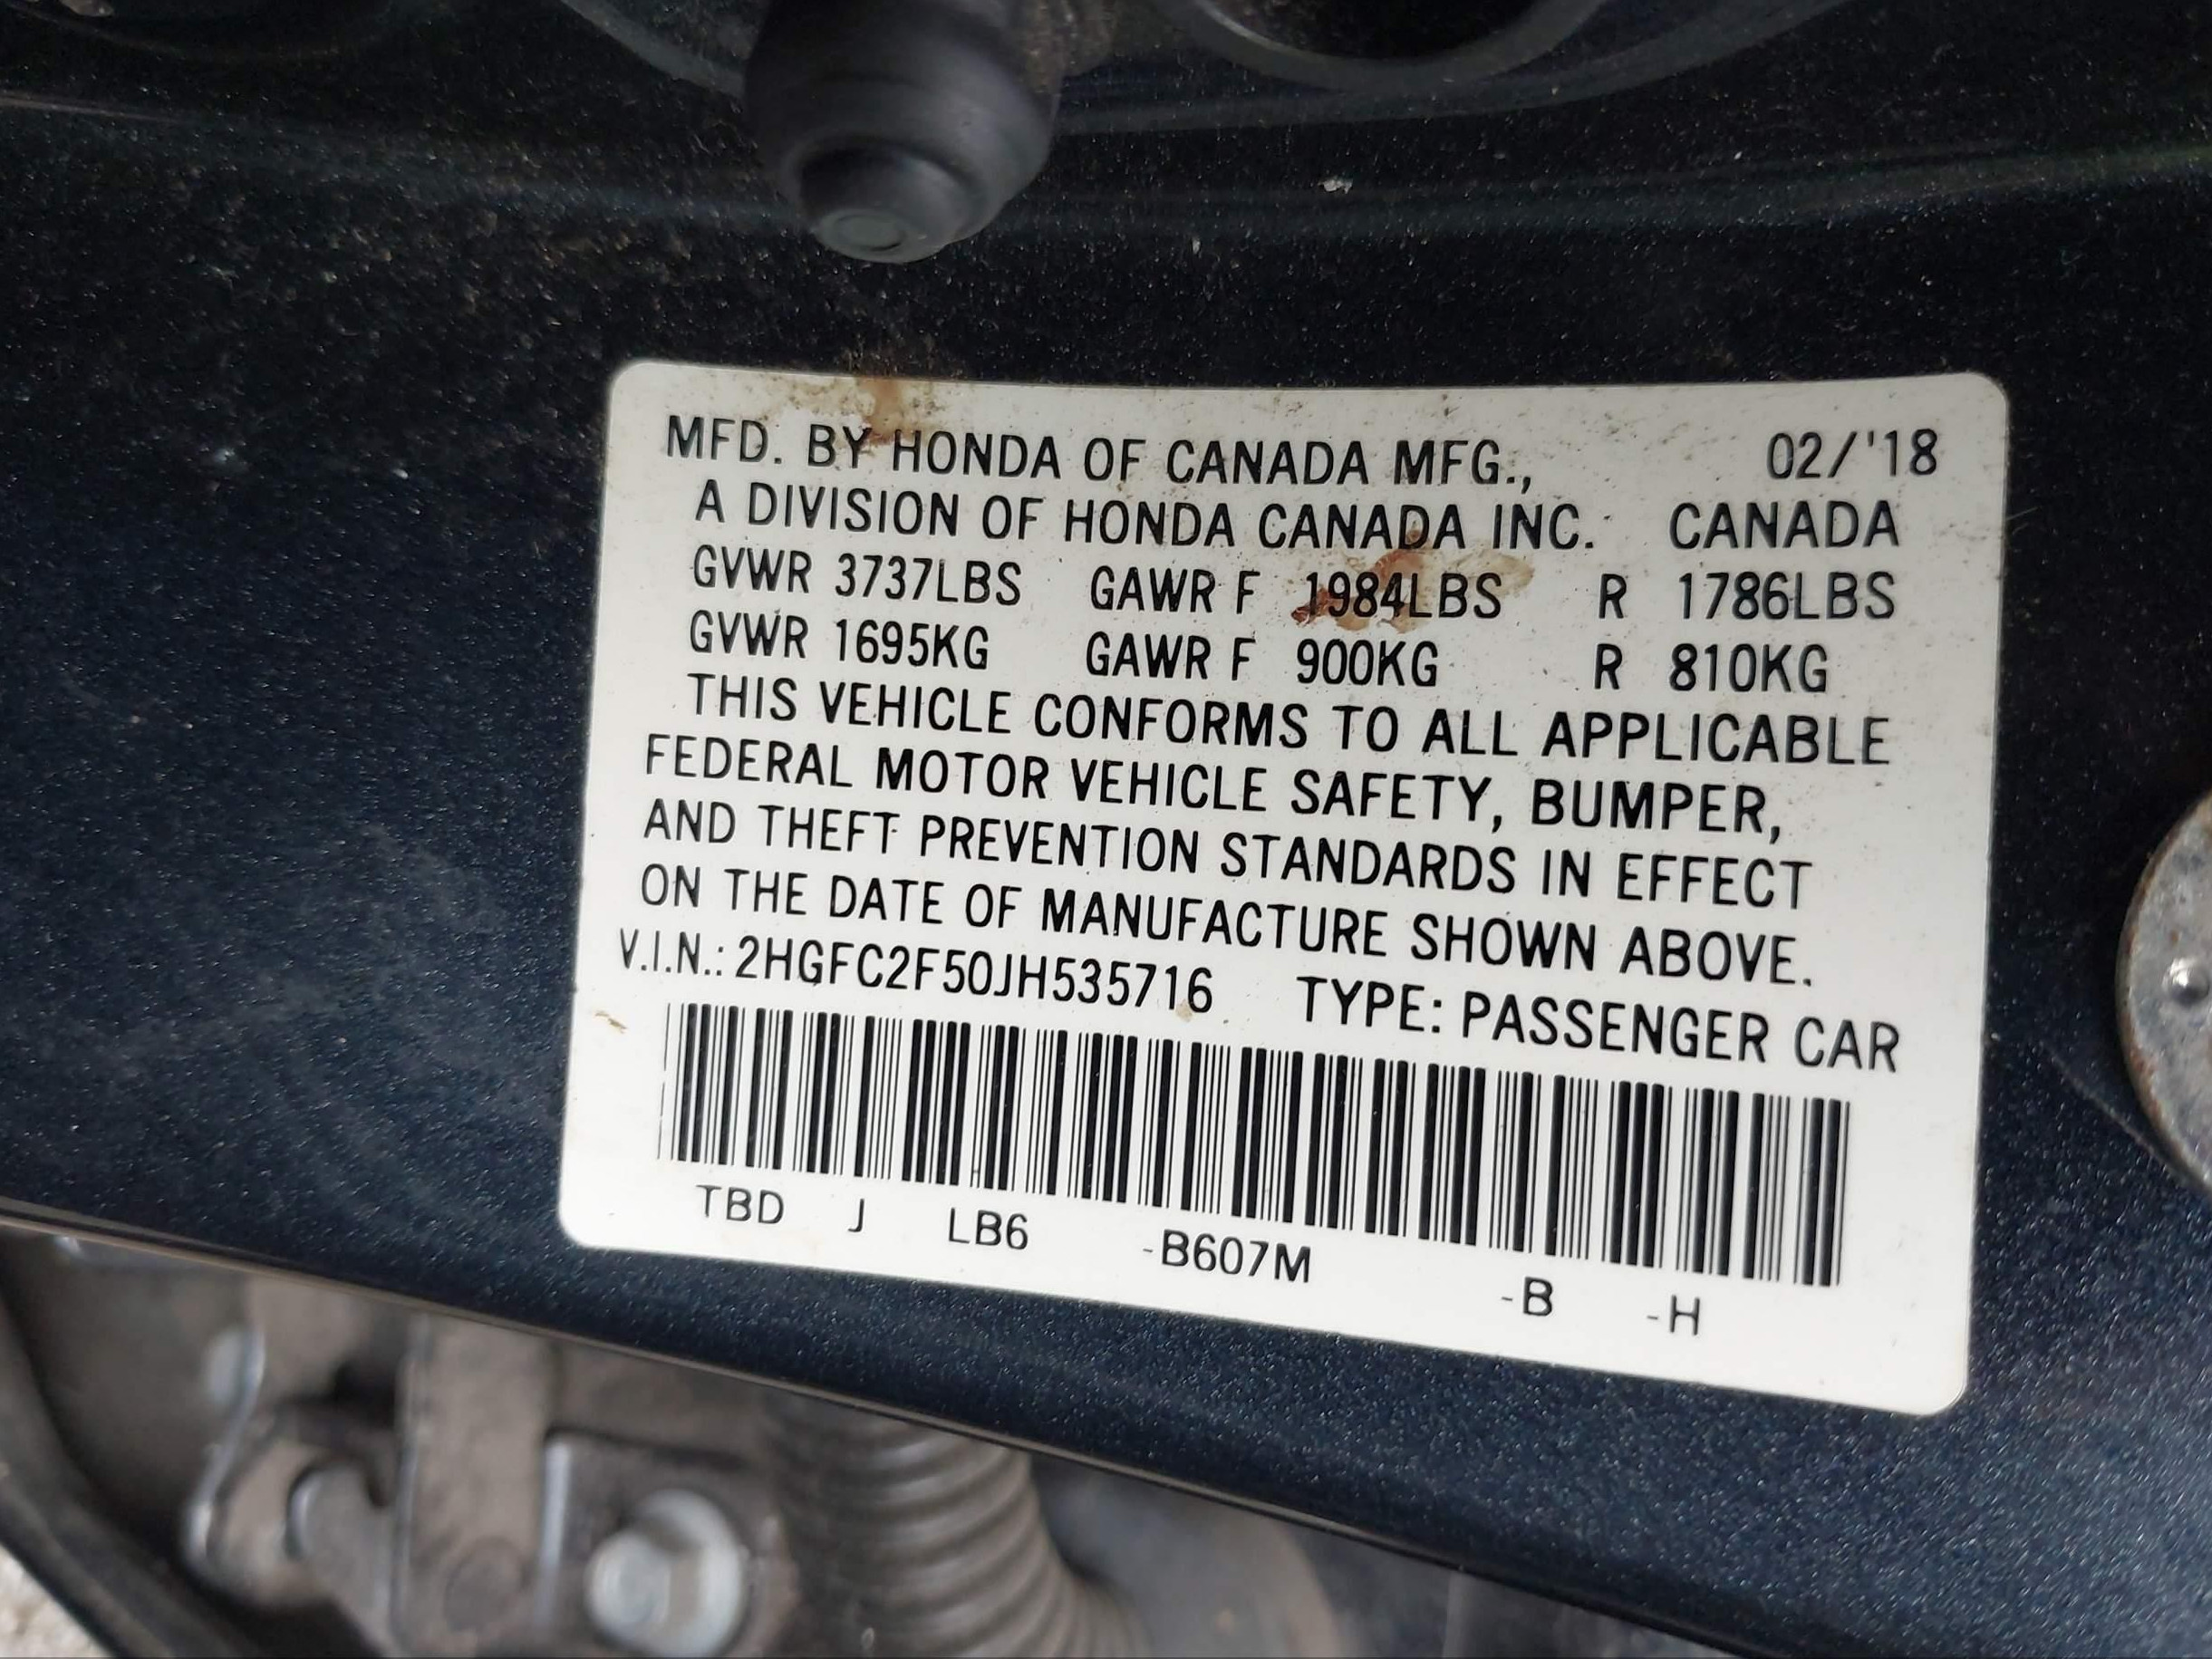 MFD. BY HONDA OF CANADA MFG., 02/'18
A DIVISION OF HONDA CANADA INC. CANADA
GVWR 3737LBS GAWR F 1984LBS R 1786LBS
GVWR 1695KG GAWR F 900KG R 810KG
THIS VEHICLE CONFORMS TO ALL APPLICABLE
FEDERAL MOTOR VEHICLE SAFETY, BUMPER,
AND THEFT PREVENTION STANDARDS IN EFFECT
ON THE DATE OF MANUFACTURE SHOWN ABOVE.
V.I.N.: 2HGFC2F50JH535716 TYPE: PASSENGER CAR
TBD J LB6 -B607M -B -H